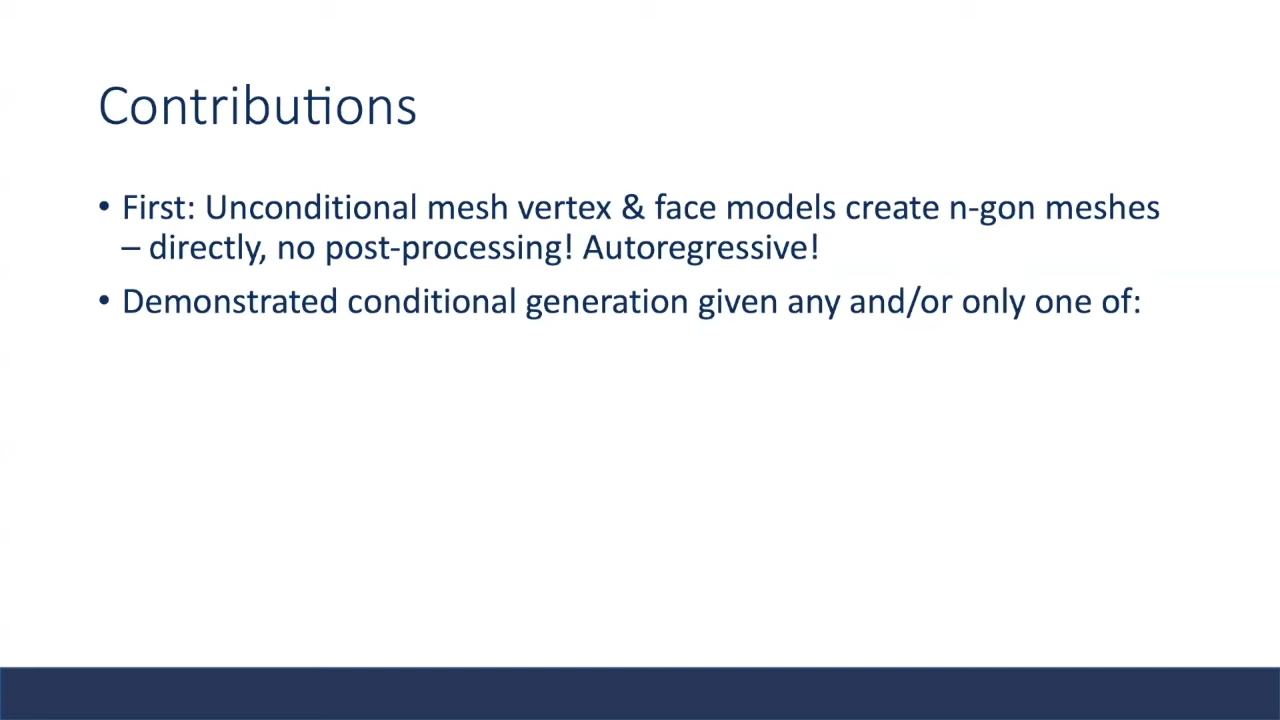 Contributions
• First: Unconditional mesh vertex & face models create n-gon meshes
– directly, no post-processing! Autoregressive!
• Demonstrated conditional generation given any and/or only one of: